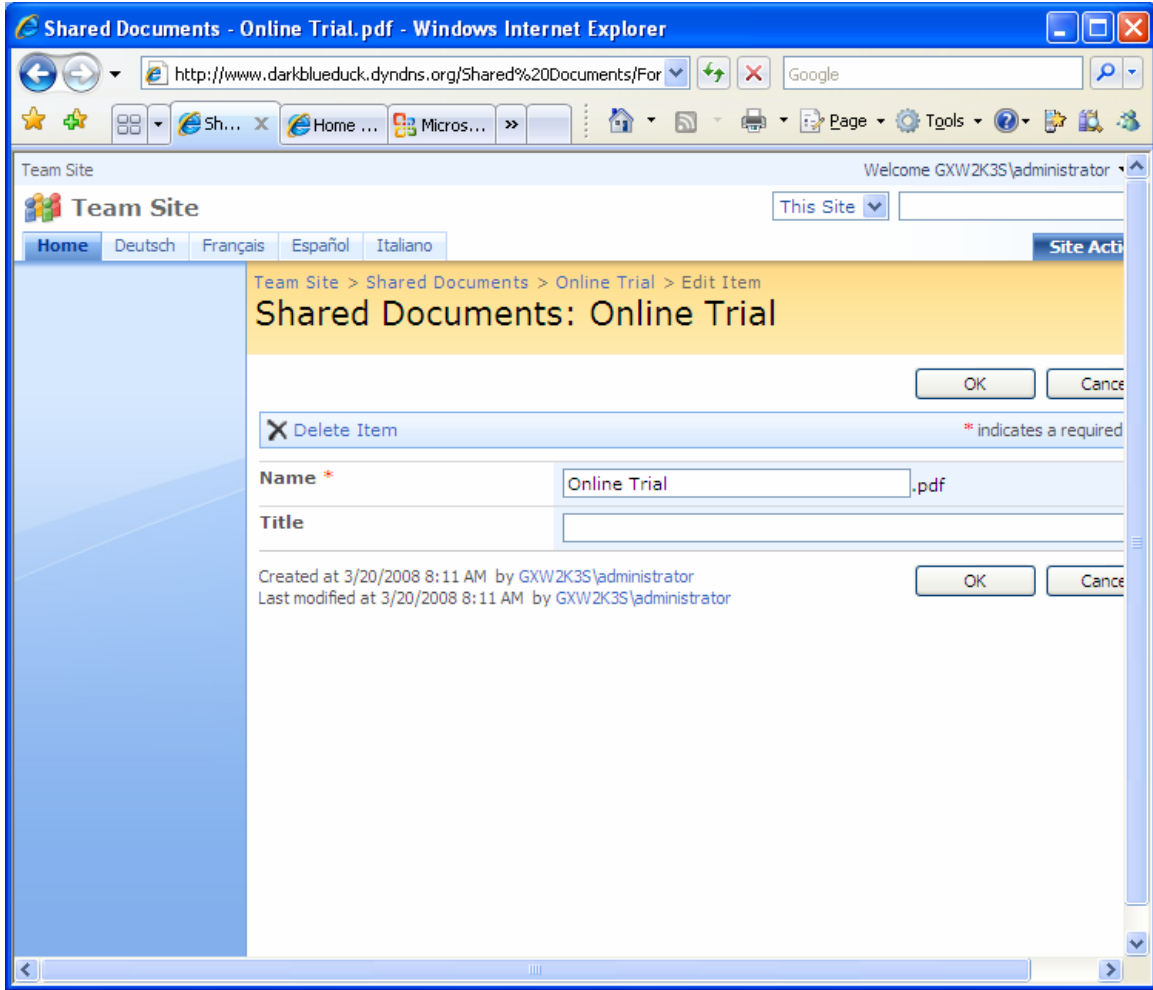 Shared Documents - Online Trial.pdf - Windows Internet Explorer
http://www.darkblueduck.dyndns.org/Shared%20Documents/For Google
Sh... Home ... Micros... » Page Tools
Team Site Welcome GXW2K3S\administrator
Team Site This Site
Home Deutsch Français Español Italiano Site Acti
Team Site > Shared Documents > Online Trial > Edit Item
Shared Documents: Online Trial
OK Cance
Delete Item * indicates a required
Name * Online Trial .pdf
Title
Created at 3/20/2008 8:11 AM by GXW2K3S\administrator OK Cance
Last modified at 3/20/2008 8:11 AM by GXW2K3S\administrator